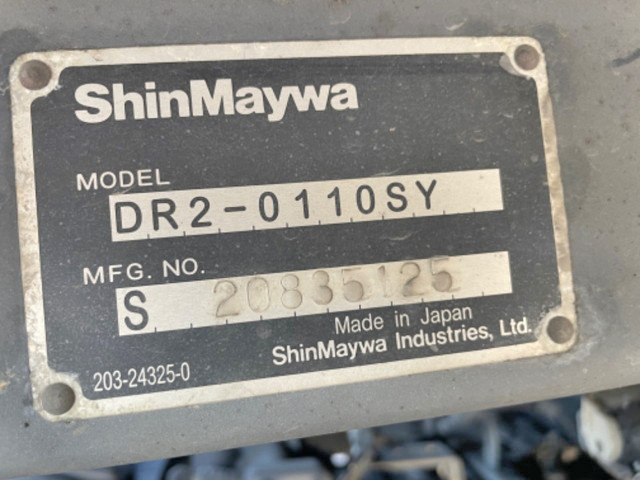 ShinMaywa
MODEL
DR2-0110SY
MFG. NO.
S 20835125
Made in Japan
ShinMaywa Industries, Ltd.
203-24325-0